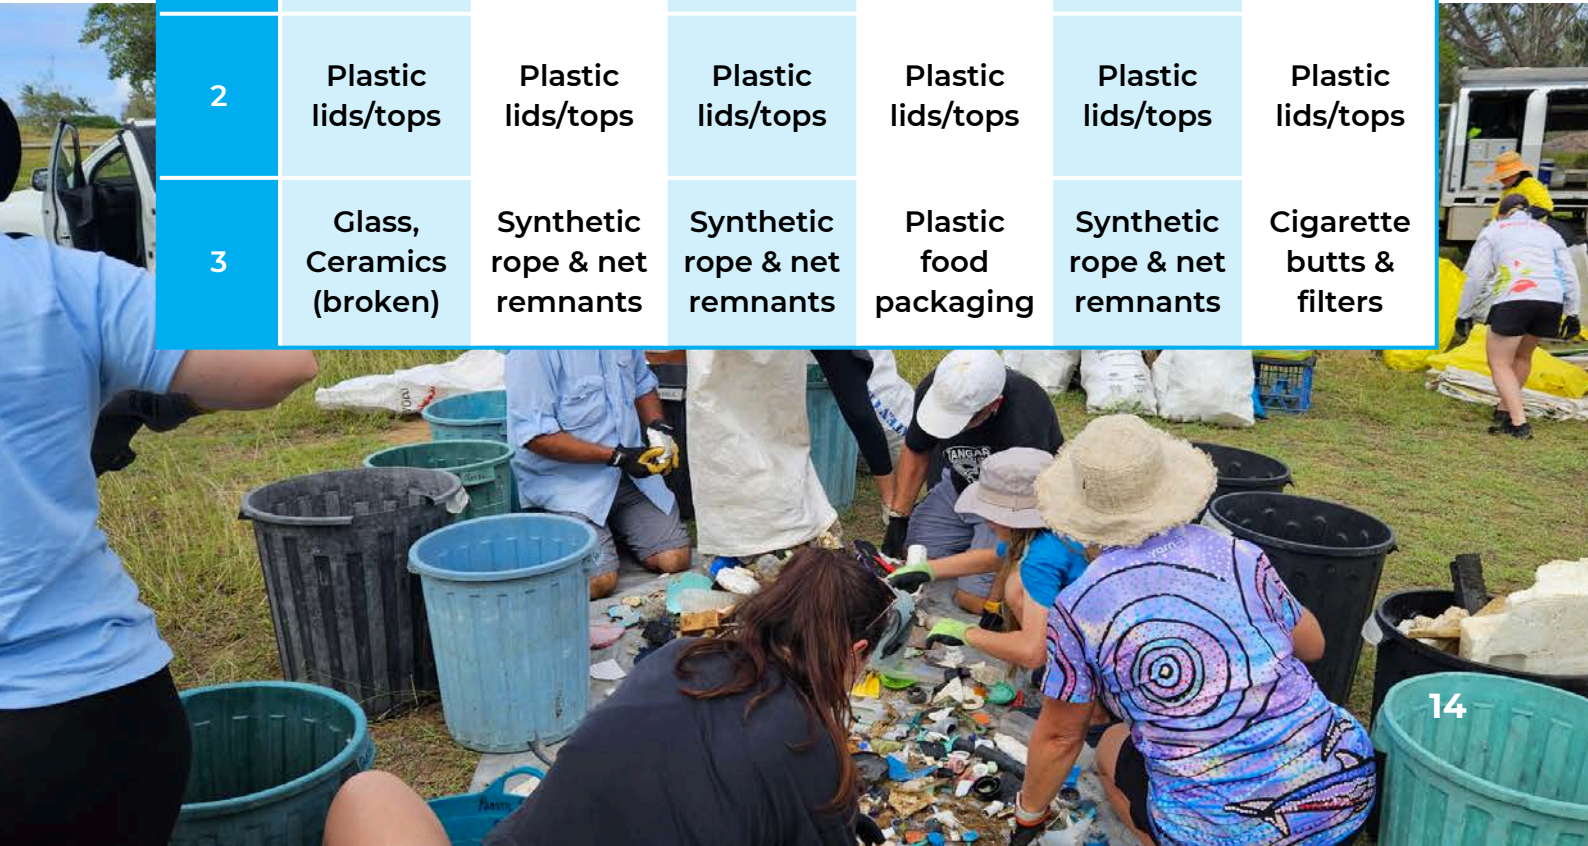 2
Plastic
lids/tops
Plastic
lids/tops
Plastic
lids/tops
Plastic
lids/tops
Plastic
lids/tops
Plastic
lids/tops
3
Glass,
Ceramics
(broken)
Synthetic
rope & net
remnants
Synthetic
rope & net
remnants
Plastic
food
packaging
Synthetic
rope & net
remnants
Cigarette
butts &
filters
TANGAR
14